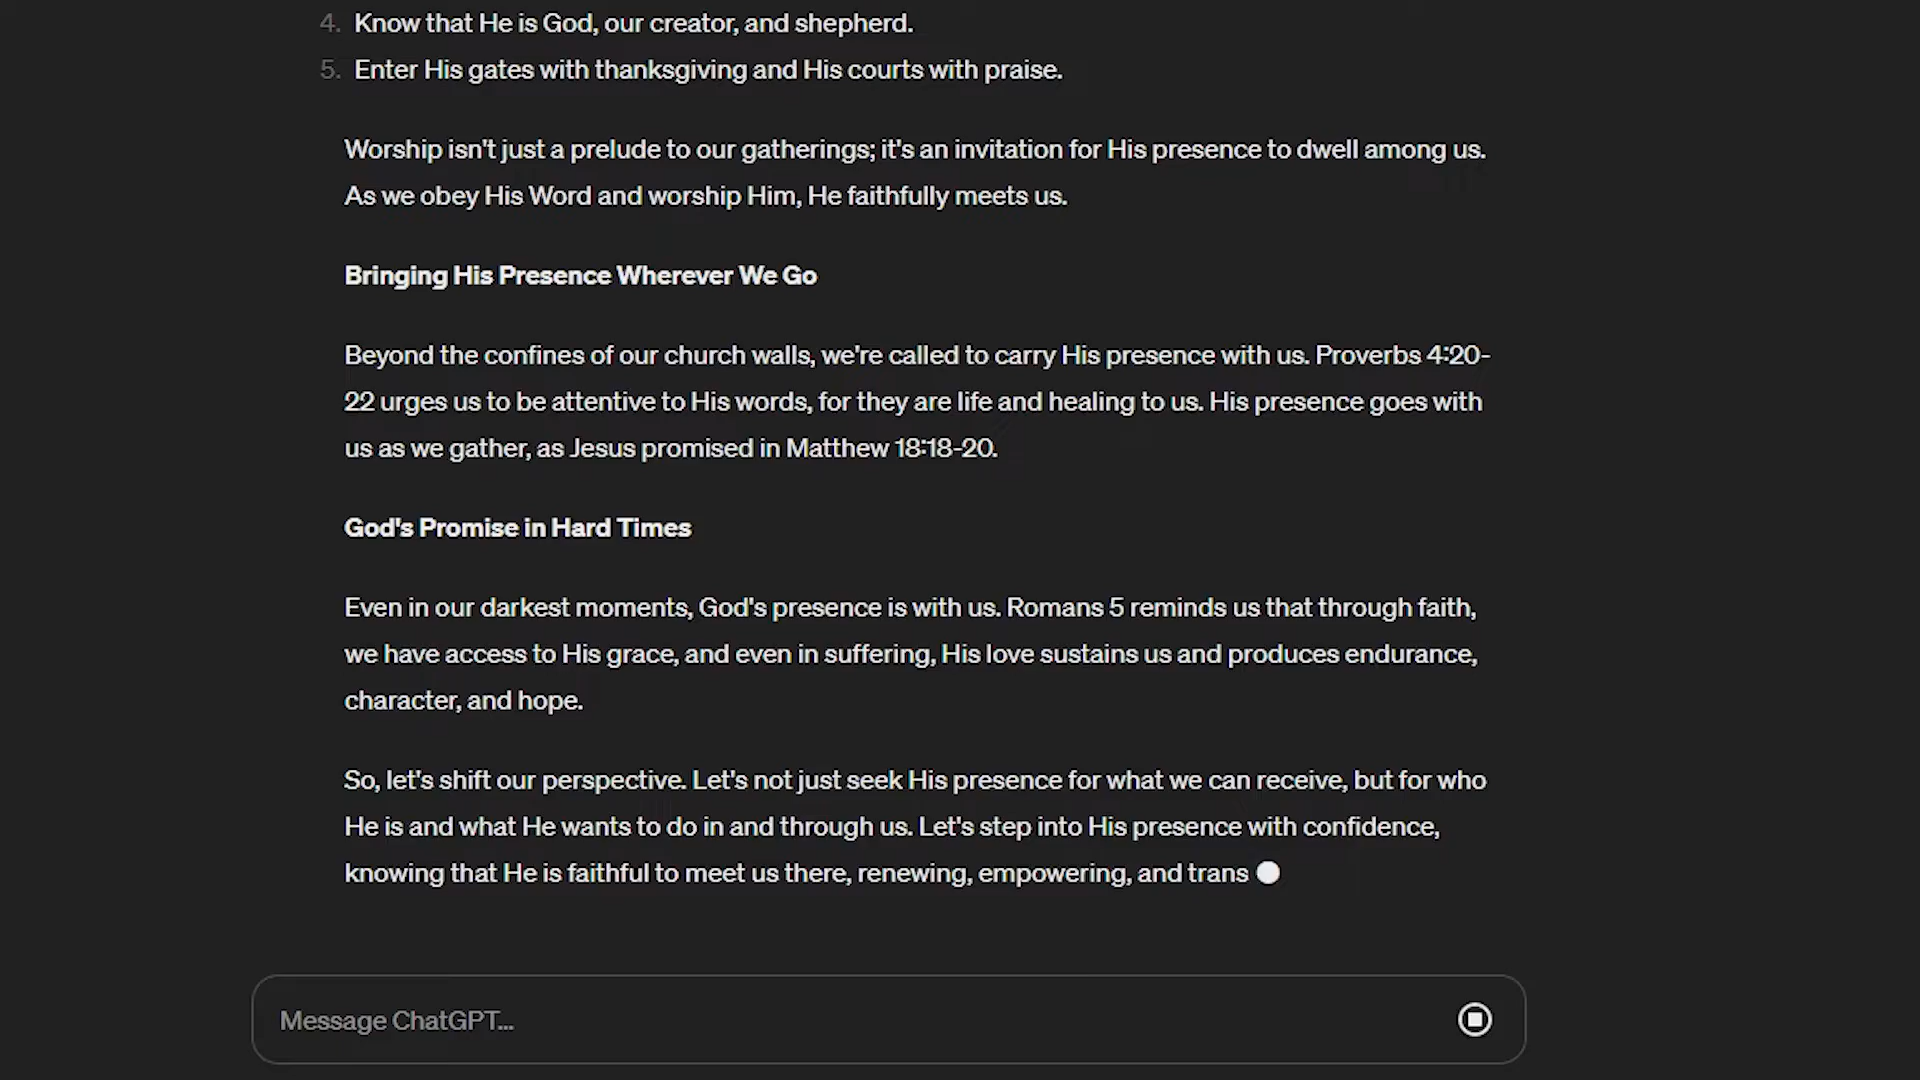 4. Know that He is God, our creator, and shepherd.
5. Enter His gates with thanksgiving and His courts with praise.
Worship isn't just a prelude to our gatherings; it's an invitation for His presence to dwell among us.
As we obey His Word and worship Him, He faithfully meets us.
Bringing His Presence Wherever We Go
Beyond the confines of our church walls, we're called to carry His presence with us. Proverbs 4:20-
22 urges us to be attentive to His words, for they are life and healing to us. His presence goes with
us as we gather, as Jesus promised in Matthew 18:18-20.
God's Promise in Hard Times
Even in our darkest moments, God's presence is with us. Romans 5 reminds us that through faith,
we have access to His grace, and even in suffering, His love sustains us and produces endurance,
character, and hope.
So, let's shift our perspective. Let's not just seek His presence for what we can receive, but for who
He is and what He wants to do in and through us. Let's step into His presence with confidence,
knowing that He is faithful to meet us there, renewing, empowering, and trans
Message ChatGPT...